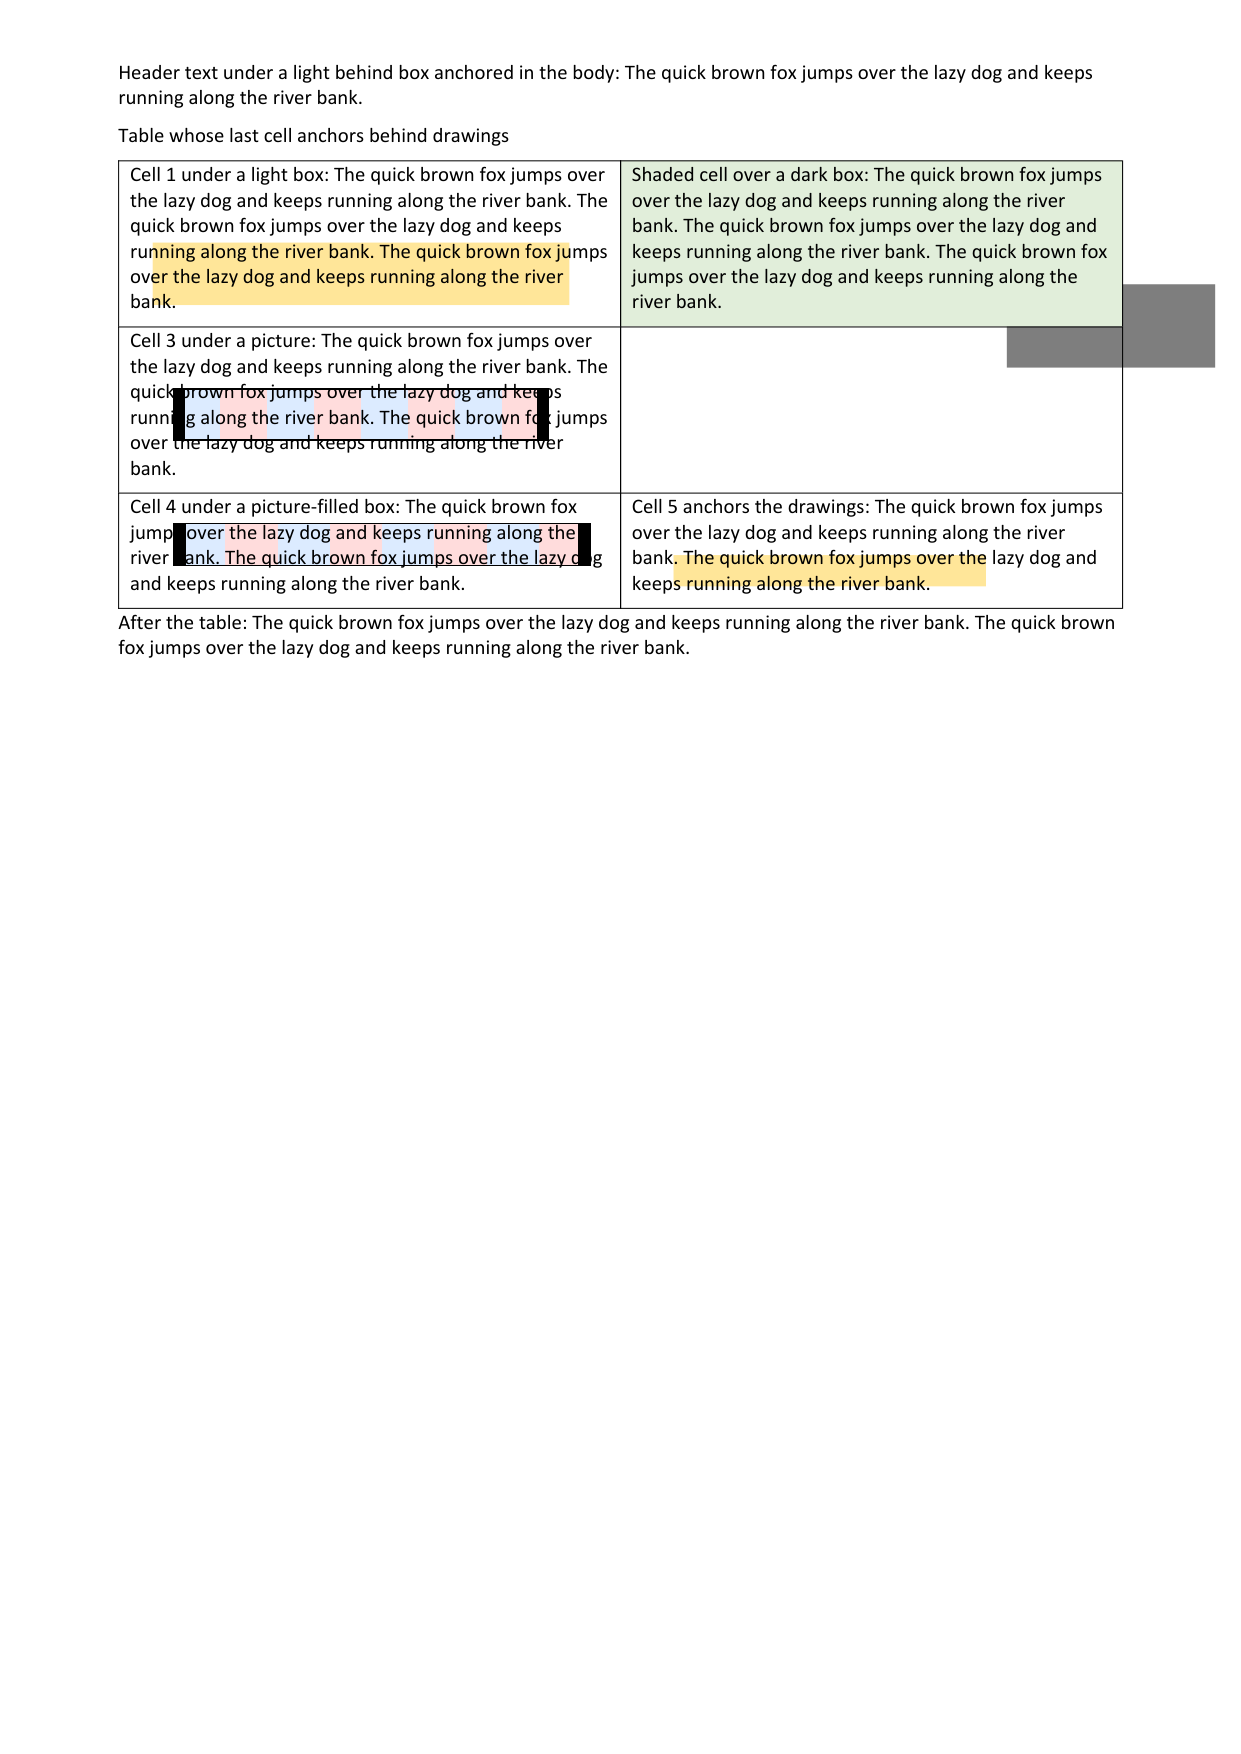 Header text under a light behind box anchored in the body: The quick brown fox jumps over the lazy dog and keeps
running along the river bank.
Table whose last cell anchors behind drawings
Cell 1 under a light box: The quick brown fox jumps over
the lazy dog and keeps running along the river bank. The
quick brown fox jumps over the lazy dog and keeps
running along the river bank. The quick brown fox jumps
over the lazy dog and keeps running along the river
bank.
Shaded cell over a dark box: The quick brown fox jumps
over the lazy dog and keeps running along the river
bank. The quick brown fox jumps over the lazy dog and
keeps running along the river bank. The quick brown fox
jumps over the lazy dog and keeps running along the
river bank.
Cell 3 under a picture: The quick brown fox jumps over
the lazy dog and keeps running along the river bank. The
quick brown fox jumps over the lazy dog and keeps
running along the river bank. The quick brown fox jumps
over the lazy dog and keeps running along the river
bank.
Cell 4 under a picture-filled box: The quick brown fox
jumps over the lazy dog and keeps running along the
river bank. The quick brown fox jumps over the lazy dog
and keeps running along the river bank.
Cell 5 anchors the drawings: The quick brown fox jumps
over the lazy dog and keeps running along the river
bank. The quick brown fox jumps over the lazy dog and
keeps running along the river bank.
After the table: The quick brown fox jumps over the lazy dog and keeps running along the river bank. The quick brown
fox jumps over the lazy dog and keeps running along the river bank.